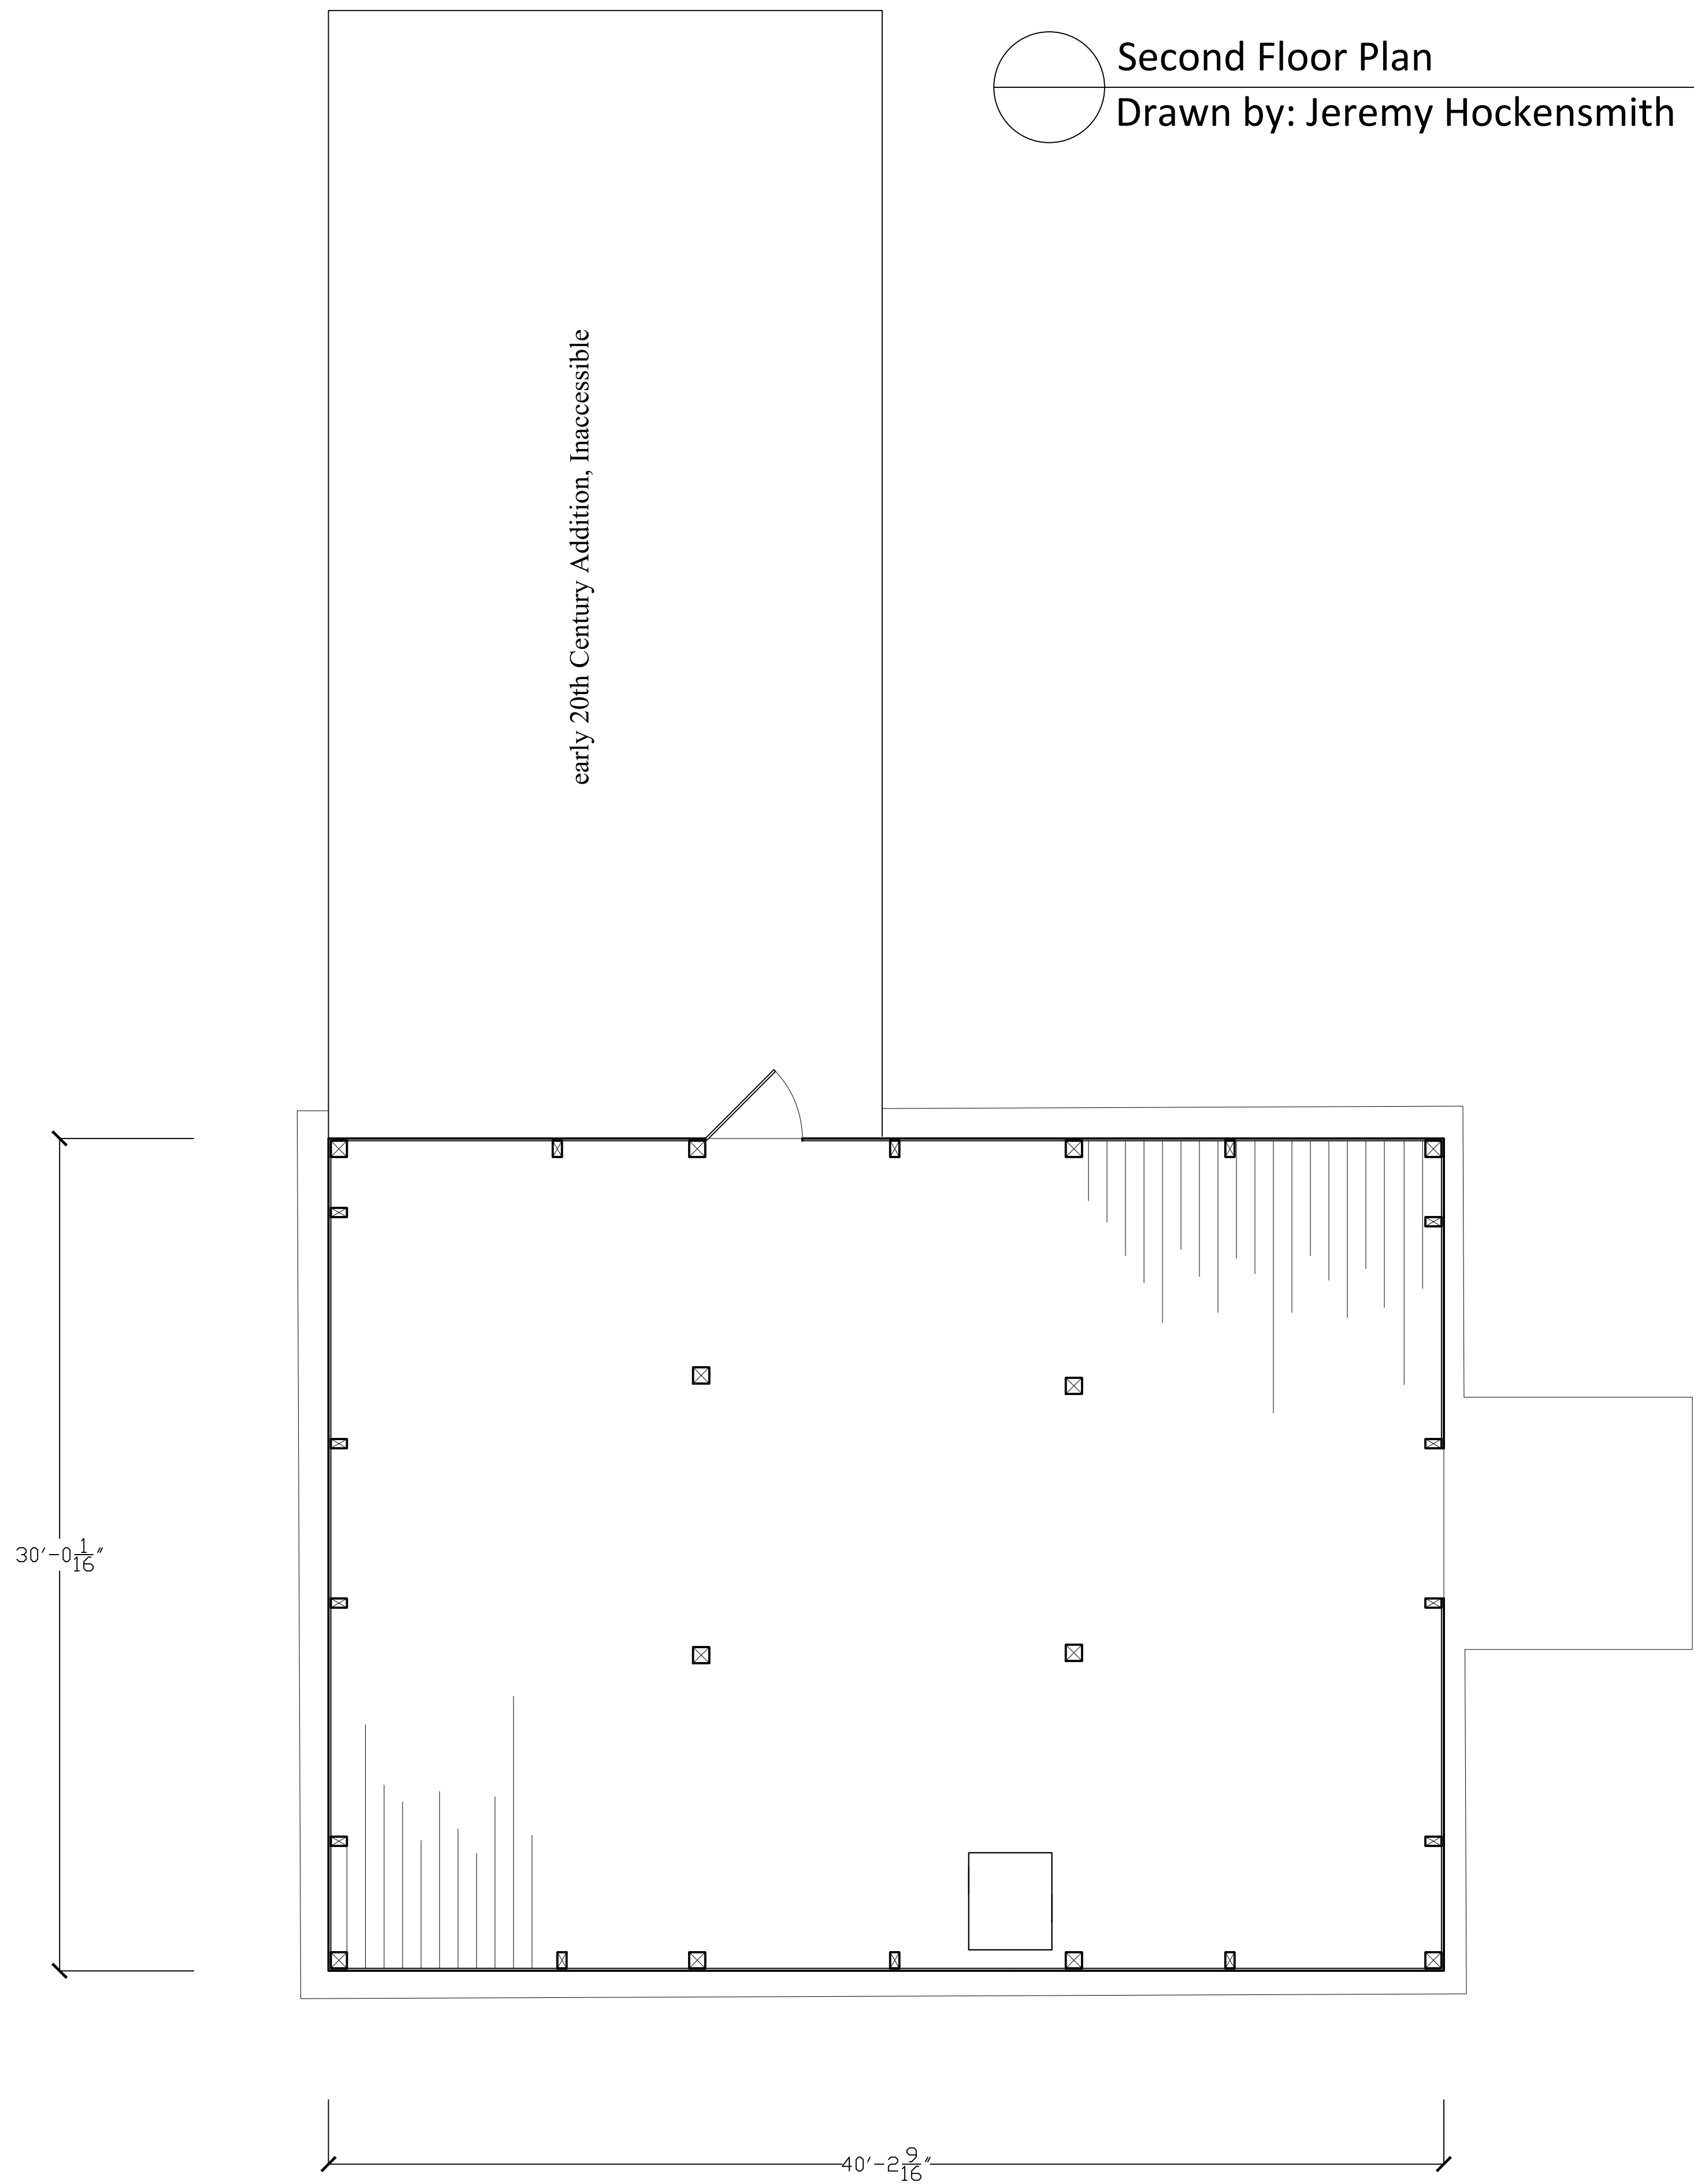 Second Floor Plan
Drawn by: Jeremy Hockensmith
early 20th Century Addition, Inaccessible
30'-0 1/16"
40'-2 9/16"